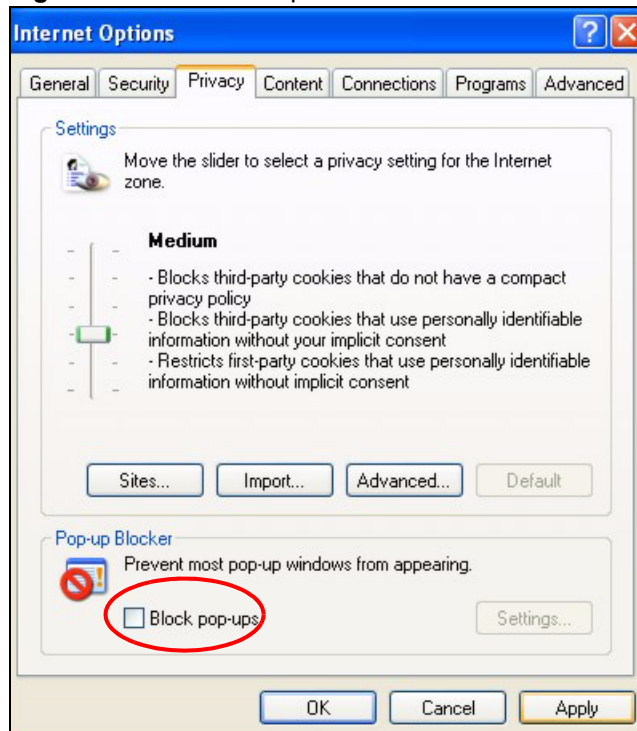 Internet Options
General Security Privacy Content Connections Programs Advanced
Settings
Move the slider to select a privacy setting for the Internet
zone.
Medium
- Blocks third-party cookies that do not have a compact
privacy policy
- Blocks third-party cookies that use personally identifiable
information without your implicit consent
- Restricts first-party cookies that use personally identifiable
information without implicit consent
Sites... Import... Advanced... Default
Pop-up Blocker
Prevent most pop-up windows from appearing.
Block pop-ups Settings...
OK Cancel Apply